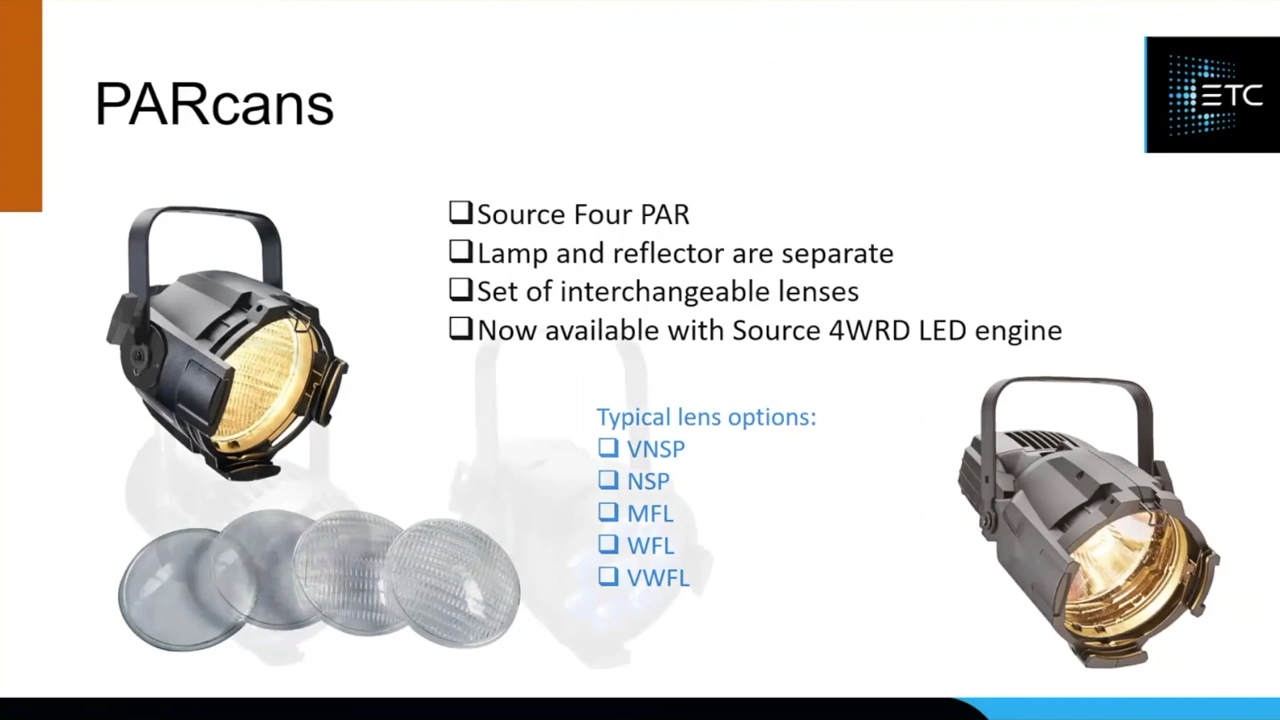 PARcans
ETC
❑Source Four PAR
❑Lamp and reflector are separate
❑Set of interchangeable lenses
❑Now available with Source 4WRD LED engine
Typical lens options:
❑ VNSP
❑ NSP
❑ MFL
❑ WFL
❑ VWFL